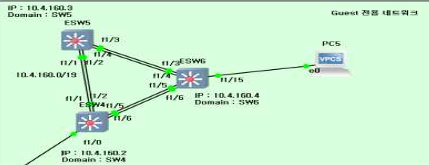 IP : 10.4.160.3
Domain : SW5
Guest 전용 네트워크
ESW5
f1/3
f1/4
f1/1
f1/2
ESW6
PC5
VPCS
e0
10.4.160.0/19
f1/3
f1/4
f1/5
f1/6
f1/15
IP : 10.4.160.4
Domain : SW6
f1/1
f1/2
ESW4
f1/5
f1/6
f1/0
IP : 10.4.160.2
Domain : SW4